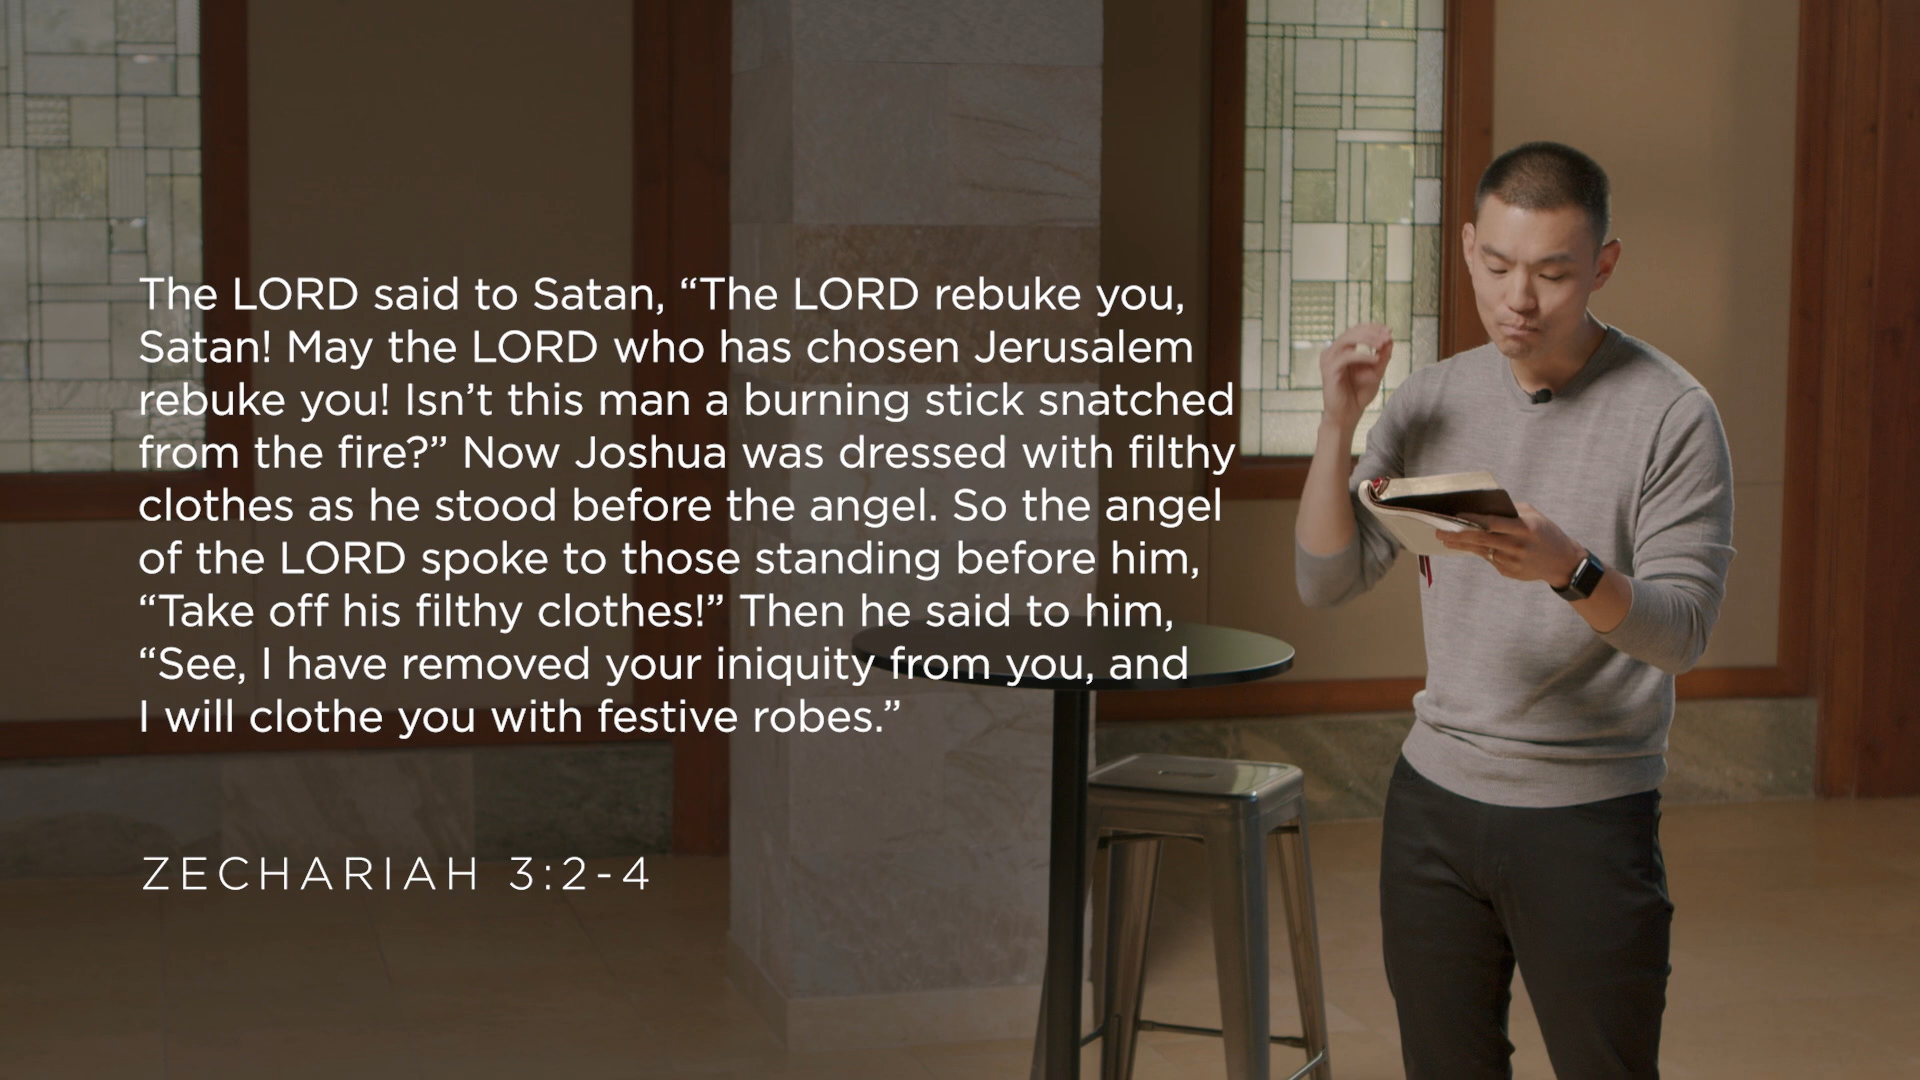 The LORD said to Satan, “The LORD rebuke you,
Satan! May the LORD who has chosen Jerusalem
rebuke you! Isn’t this man a burning stick snatched
from the fire?” Now Joshua was dressed with filthy
clothes as he stood before the angel. So the angel
of the LORD spoke to those standing before him,
“Take off his filthy clothes!” Then he said to him,
“See, I have removed your iniquity from you, and
I will clothe you with festive robes.”
ZECHARIAH 3:2-4